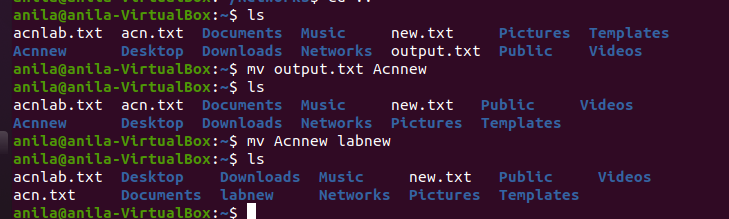 anila@anila-VirtualBox:~$ ls
acnlab.txt acn.txt Documents Music new.txt Pictures Templates
Acnnew Desktop Downloads Networks output.txt Public Videos
anila@anila-VirtualBox:~$ mv output.txt Acnnew
anila@anila-VirtualBox:~$ ls
acnlab.txt acn.txt Documents Music new.txt Public Videos
Acnnew Desktop Downloads Networks Pictures Templates
anila@anila-VirtualBox:~$ mv Acnnew labnew
anila@anila-VirtualBox:~$ ls
acnlab.txt Desktop Downloads Music new.txt Public Videos
acn.txt Documents labnew Networks Pictures Templates
anila@anila-VirtualBox:~$